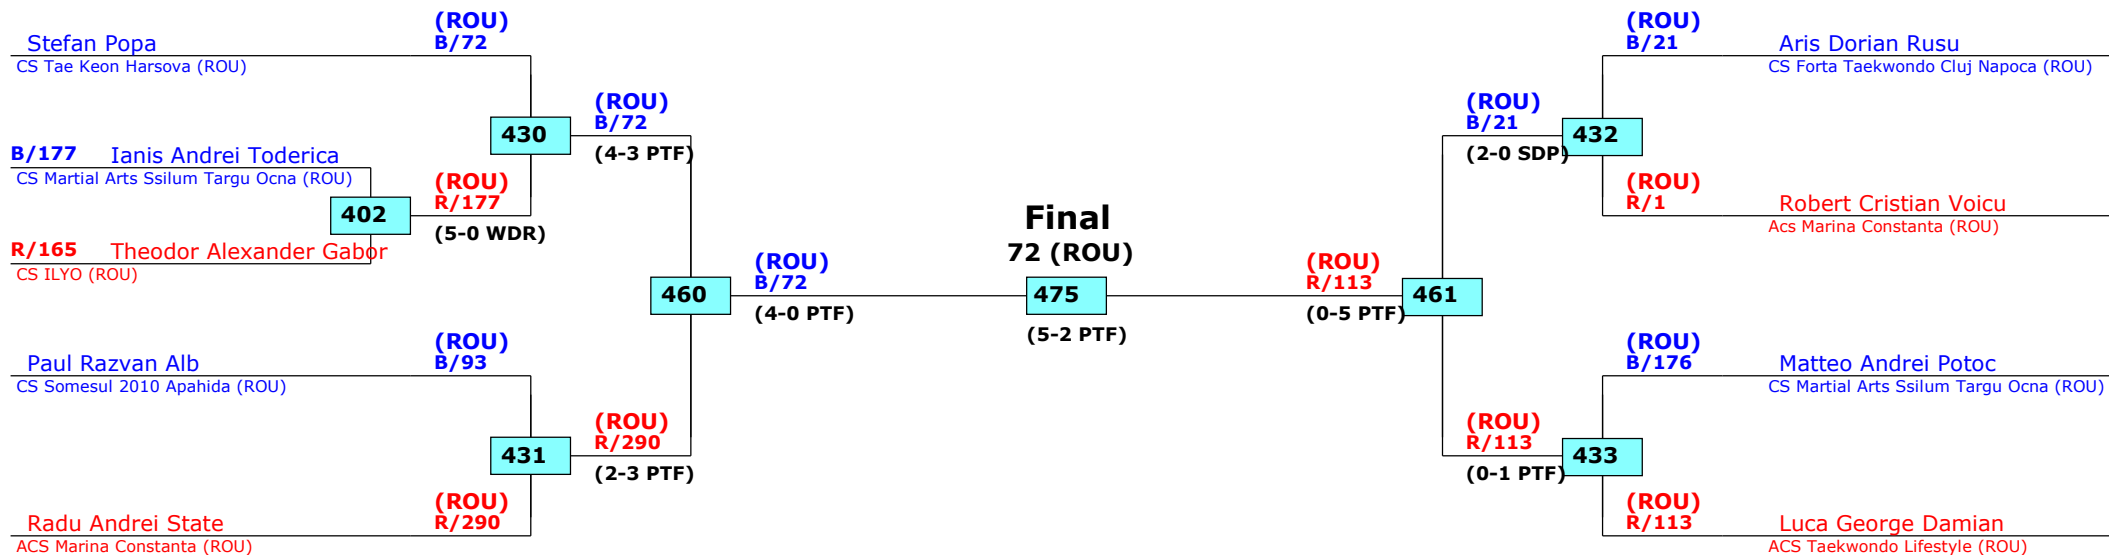 (ROU)
B/72
Stefan Popa
CS Tae Keon Harsova (ROU)
B/177 Ianis Andrei Toderica
CS Martial Arts Ssilum Targu Ocna (ROU)
402
R/165 Theodor Alexander Gabor
CS ILYO (ROU)
(ROU)
R/177
(5-0 WDR)
430
(ROU)
B/72
(4-3 PTF)
(ROU)
B/93
Paul Razvan Alb
CS Somesul 2010 Apahida (ROU)
431
(ROU)
R/290
(2-3 PTF)
(ROU)
R/290
Radu Andrei State
ACS Marina Constanta (ROU)
460
(ROU)
B/72
(4-0 PTF)
Final
72 (ROU)
475
(5-2 PTF)
(ROU)
R/113
(0-5 PTF)
461
(ROU)
B/21
(2-0 SDP)
432
(ROU)
B/21
Aris Dorian Rusu
CS Forta Taekwondo Cluj Napoca (ROU)
(ROU)
R/1
Robert Cristian Voicu
Acs Marina Constanta (ROU)
(ROU)
R/113
(0-1 PTF)
433
(ROU)
B/176
Matteo Andrei Potoc
CS Martial Arts Ssilum Targu Ocna (ROU)
(ROU)
R/113
Luca George Damian
ACS Taekwondo Lifestyle (ROU)